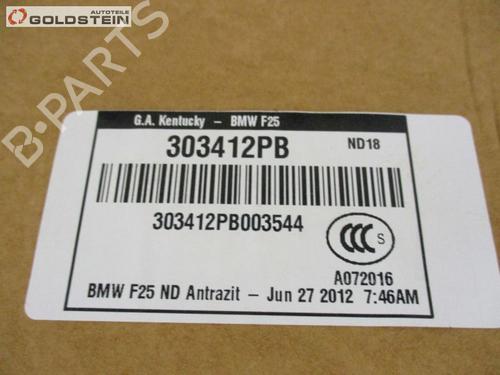 AUTOTEILE
GOLDSTEIN
B-PARTS
G.A. Kentucky – BMW F25
303412PB
ND18
303412PB003544
CCC S
A072016
BMW F25 ND Antrazit – Jun 27 2012 7:46AM